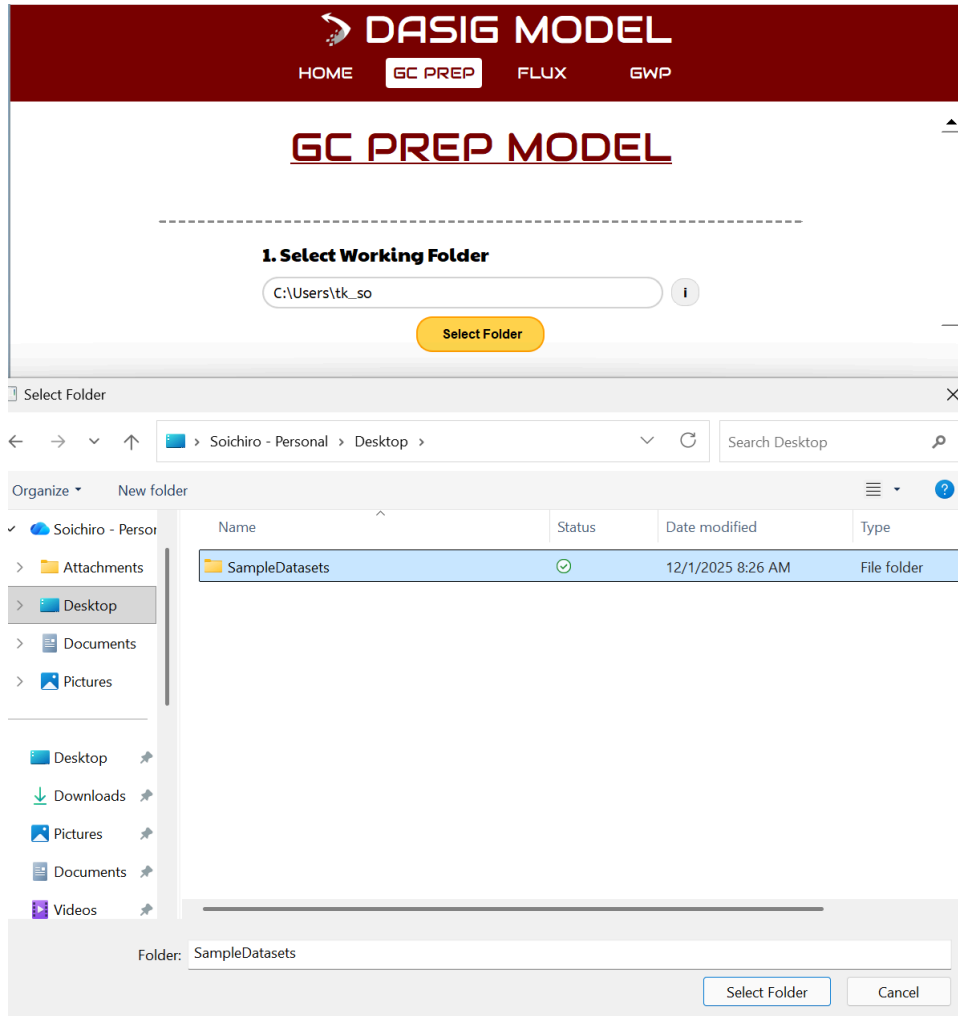 DASIG MODEL
HOME GC PREP FLUX GWP
GC PREP MODEL
1. Select Working Folder
C:\Users\tk_so
i
Select Folder
Select Folder
Soichiro - Personal > Desktop >
Search Desktop
Organize New folder
?
Soichiro - Persor
Name Status Date modified Type
Attachments
SampleDatasets 12/1/2025 8:26 AM File folder
Desktop
Documents
Pictures
Desktop
Downloads
Pictures
Documents
Videos
Folder: SampleDatasets
Select Folder Cancel